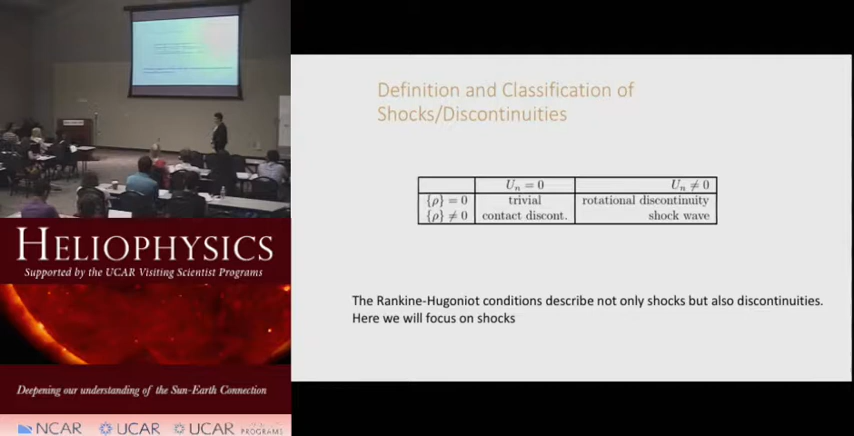 Definition and Classification of
Shocks/Discontinuities
U_n = 0 U_n ≠ 0
{ρ} = 0 trivial rotational discontinuity
{ρ} ≠ 0 contact discont. shock wave
The Rankine-Hugoniot conditions describe not only shocks but also discontinuities.
Here we will focus on shocks
HELIOPHYSICS
Supported by the UCAR Visiting Scientist Programs
Deepening our understanding of the Sun-Earth Connection
NCAR UCAR UCAR PROGRAMS